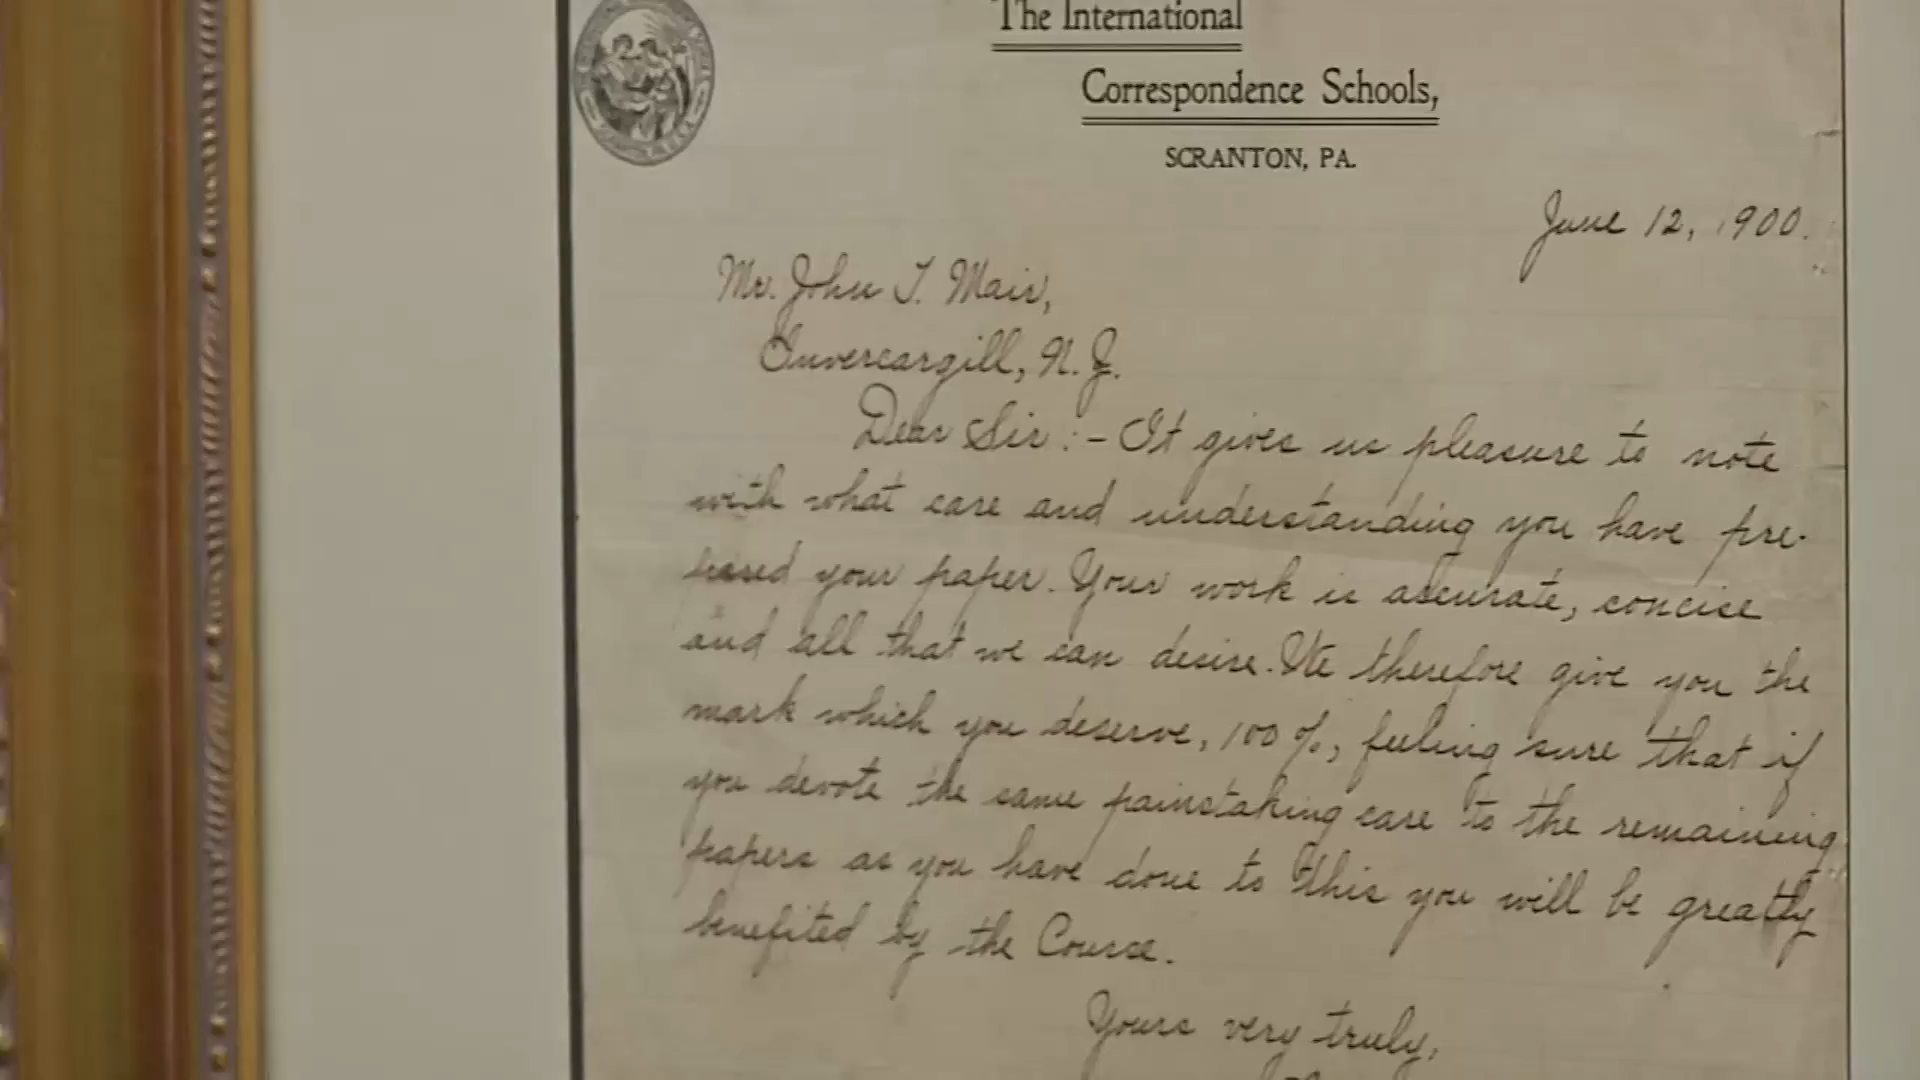 The International
Correspondence Schools,
SCRANTON, PA.
June 12, 1900.
Mr. John T. Mair,
Invercargill, N.Z.
Dear Sir:- It gives us pleasure to note
with what care and understanding you have pre-
pared your paper. Your work is accurate, concise
and all that we can desire. We therefore give you the
mark which you deserve, 100%, feeling sure that if
you devote the same painstaking care to the remaining
papers as you have done to this you will be greatly
benefited by the Course.
Yours very truly,